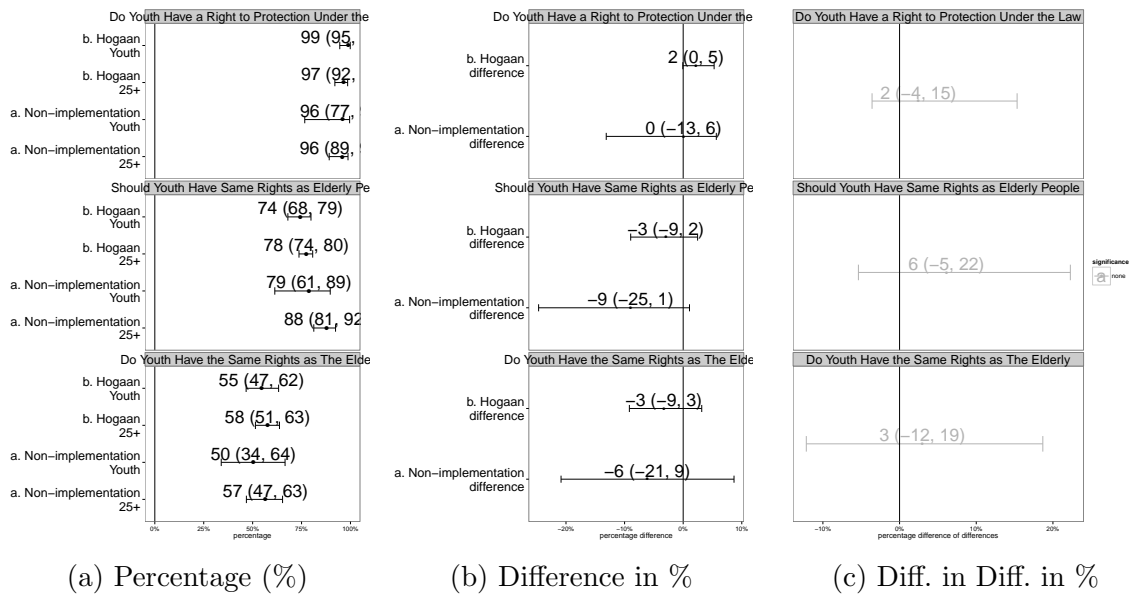 Do Youth Have a Right to Protection Under the
b. Hogaan
Youth
99 (95,
b. Hogaan
25+
97 (92,
a. Non−implementation
Youth
96 (77,
a. Non−implementation
25+
96 (89,
Should Youth Have Same Rights as Elderly Pe
b. Hogaan
Youth
74 (68, 79)
b. Hogaan
25+
78 (74, 80)
a. Non−implementation
Youth
79 (61, 89)
a. Non−implementation
25+
88 (81, 92
Do Youth Have the Same Rights as The Elde
b. Hogaan
Youth
55 (47, 62)
b. Hogaan
25+
58 (51, 63)
a. Non−implementation
Youth
50 (34, 64)
a. Non−implementation
25+
57 (47, 63)
0% 25% 50% 75% 100%
percentage
(a) Percentage (%)
Do Youth Have a Right to Protection Under the
b. Hogaan
difference
2 (0, 5)
a. Non−implementation
difference
0 (−13, 6)
Should Youth Have Same Rights as Elderly Pe
b. Hogaan
difference
−3 (−9, 2)
a. Non−implementation
difference
−9 (−25, 1)
Do Youth Have the Same Rights as The Elde
b. Hogaan
difference
−3 (−9, 3)
a. Non−implementation
difference
−6 (−21, 9)
−20% −10% 0% 10%
percentage difference
(b) Difference in %
Do Youth Have a Right to Protection Under the Law
2 (−4, 15)
Should Youth Have Same Rights as Elderly People
6 (−5, 22)
Do Youth Have the Same Rights as The Elderly
3 (−12, 19)
−10% 0% 10% 20%
percentage difference of differences
significance
a none
(c) Diff. in Diff. in %